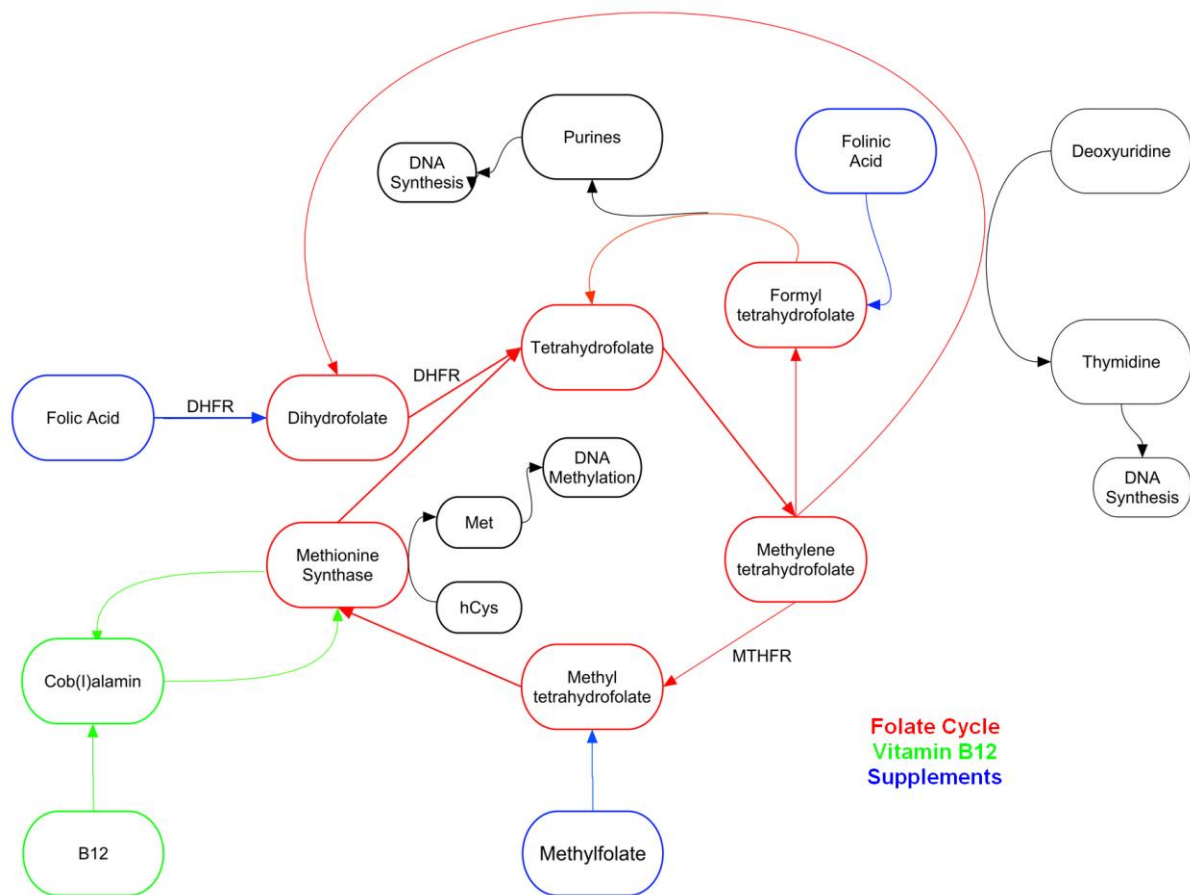 Purines
DNA
Synthesis
Folinic
Acid
Deoxyuridine
Formyl
tetrahydrofolate
Tetrahydrofolate
Thymidine
DHFR
Folic Acid
DHFR
Dihydrofolate
DNA
Methylation
DNA
Synthesis
Met
Methionine
Synthase
Methylene
tetrahydrofolate
hCys
MTHFR
Cob(I)alamin
Methyl
tetrahydrofolate
Folate Cycle
Vitamin B12
Supplements
B12
Methylfolate